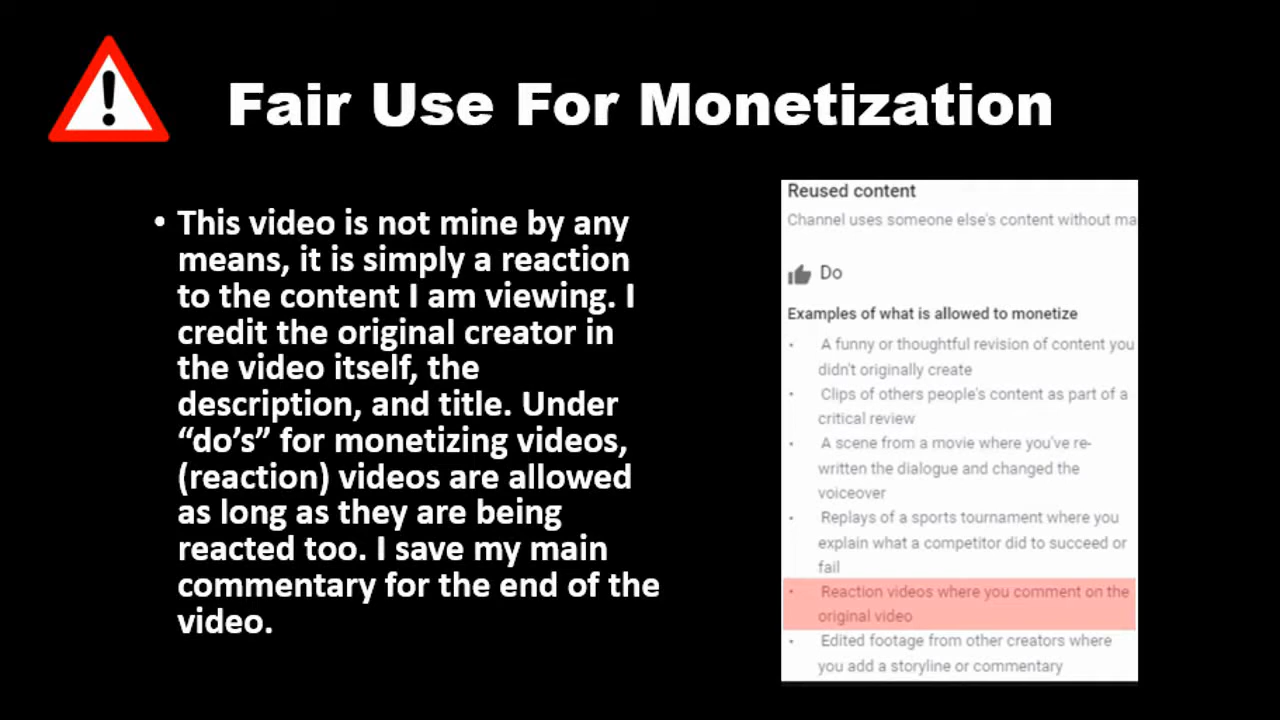 Fair Use For Monetization
• This video is not mine by any
means, it is simply a reaction
to the content I am viewing. I
credit the original creator in
the video itself, the
description, and title. Under
“do’s” for monetizing videos,
(reaction) videos are allowed
as long as they are being
reacted too. I save my main
commentary for the end of the
video.
Reused content
Channel uses someone else's content without ma
Do
Examples of what is allowed to monetize
• A funny or thoughtful revision of content you
didn't originally create
• Clips of others people's content as part of a
critical review
• A scene from a movie where you've re-
written the dialogue and changed the
voiceover
• Replays of a sports tournament where you
explain what a competitor did to succeed or
fail
• Reaction videos where you comment on the
original video
• Edited footage from other creators where
you add a storyline or commentary